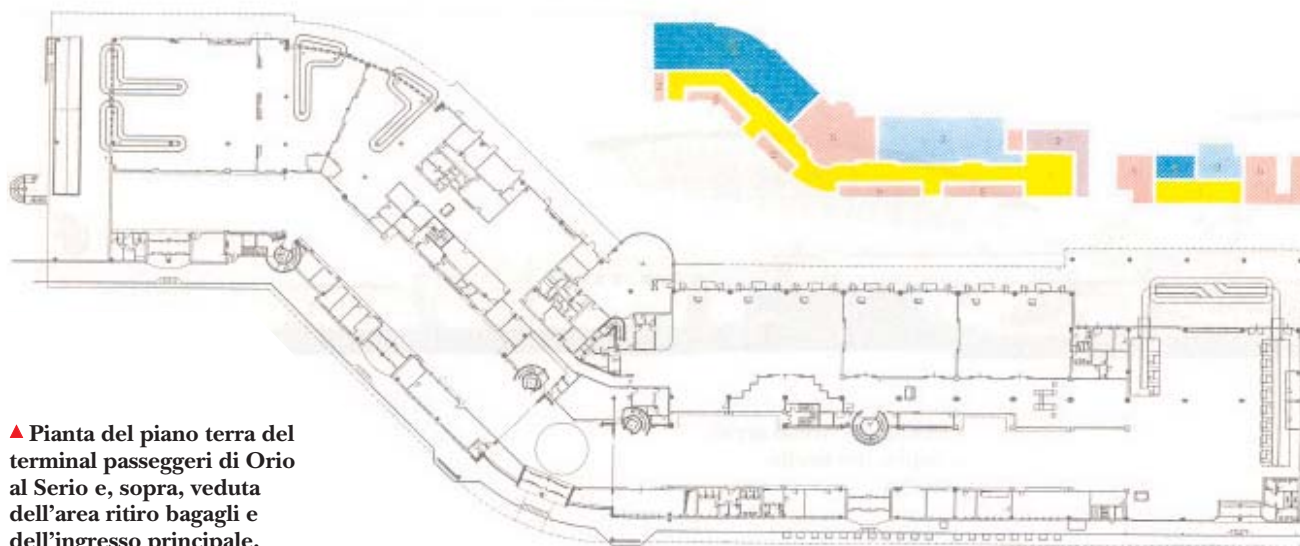 ▲ Pianta del piano terra del
terminal passeggeri di Orio
al Serio e, sopra, veduta
dell'area ritiro bagagli e
dell'ingresso principale.